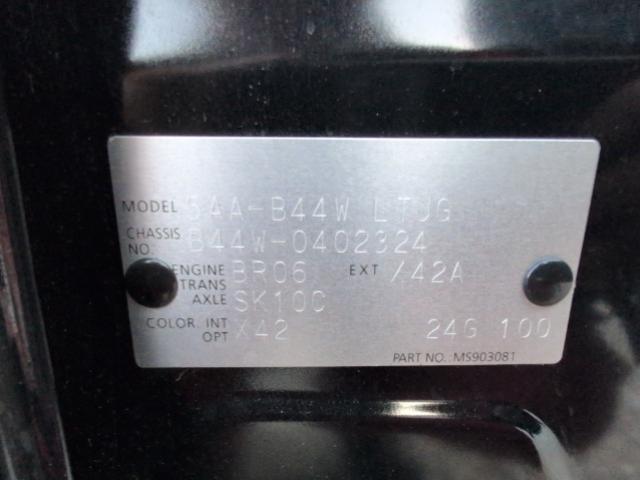 MODEL 5AA-B44W LTJG
CHASSIS NO. B44W-0402324
ENGINE BR06 EXT X42A
TRANS AXLE SK10C
COLOR. INT OPT X42 24G 100
PART NO.: MS903081